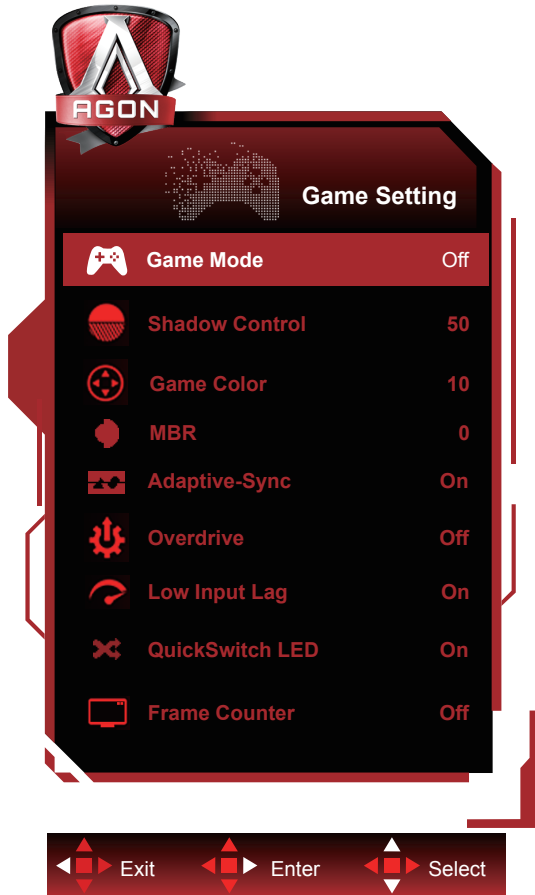 AGON
Game Setting
Game Mode Off
Shadow Control 50
Game Color 10
MBR 0
Adaptive-Sync On
Overdrive Off
Low Input Lag On
QuickSwitch LED On
Frame Counter Off
Exit Enter Select